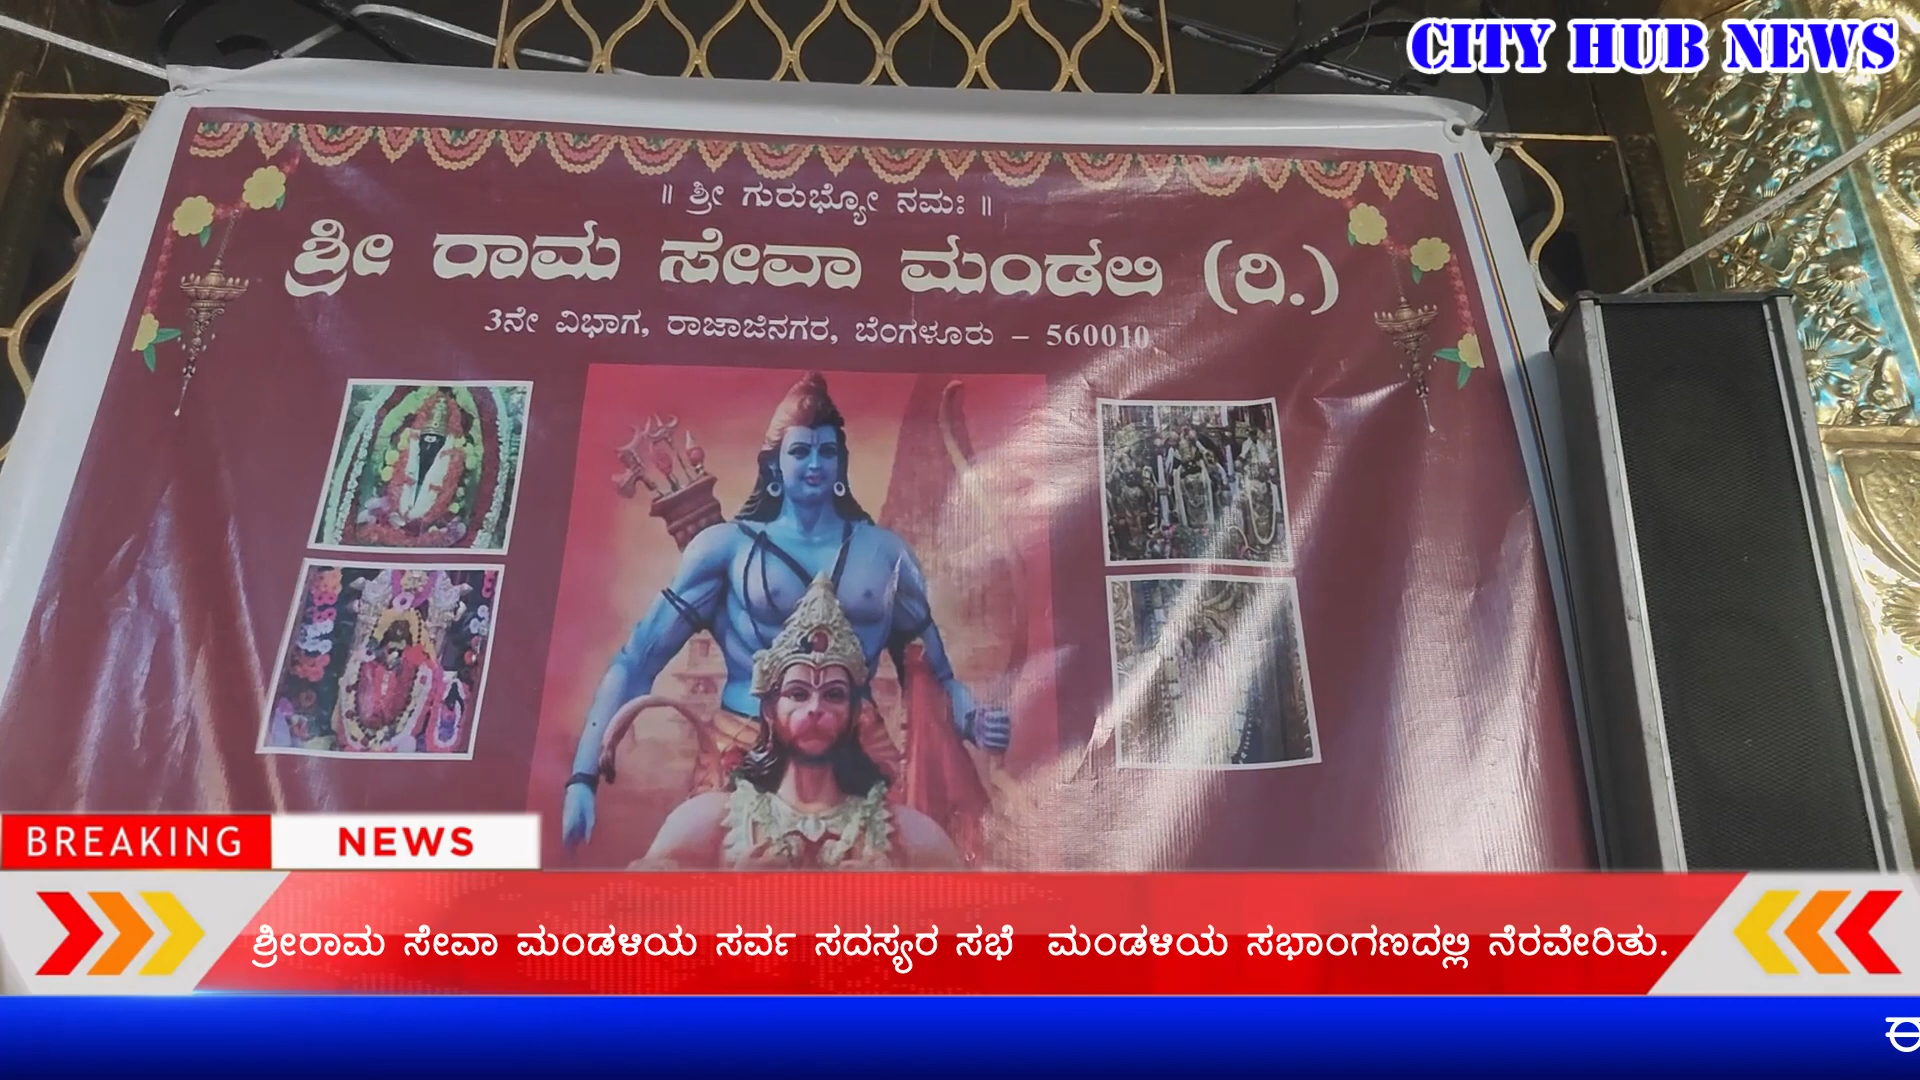 CITY HUB NEWS
॥ ಶ್ರೀ ಗುರುಭ್ಯೋ ನಮಃ ॥
ಶ್ರೀ ರಾಮ ಸೇವಾ ಮಂಡಲಿ (ರಿ.)
3ನೇ ವಿಭಾಗ, ರಾಜಾಜಿನಗರ, ಬೆಂಗಳೂರು – 560010
BREAKING NEWS
ಶ್ರೀರಾಮ ಸೇವಾ ಮಂಡಳಿಯ ಸರ್ವ ಸದಸ್ಯರ ಸಭೆ ಮಂಡಳಿಯ ಸಭಾಂಗಣದಲ್ಲಿ ನೆರವೇರಿತು.